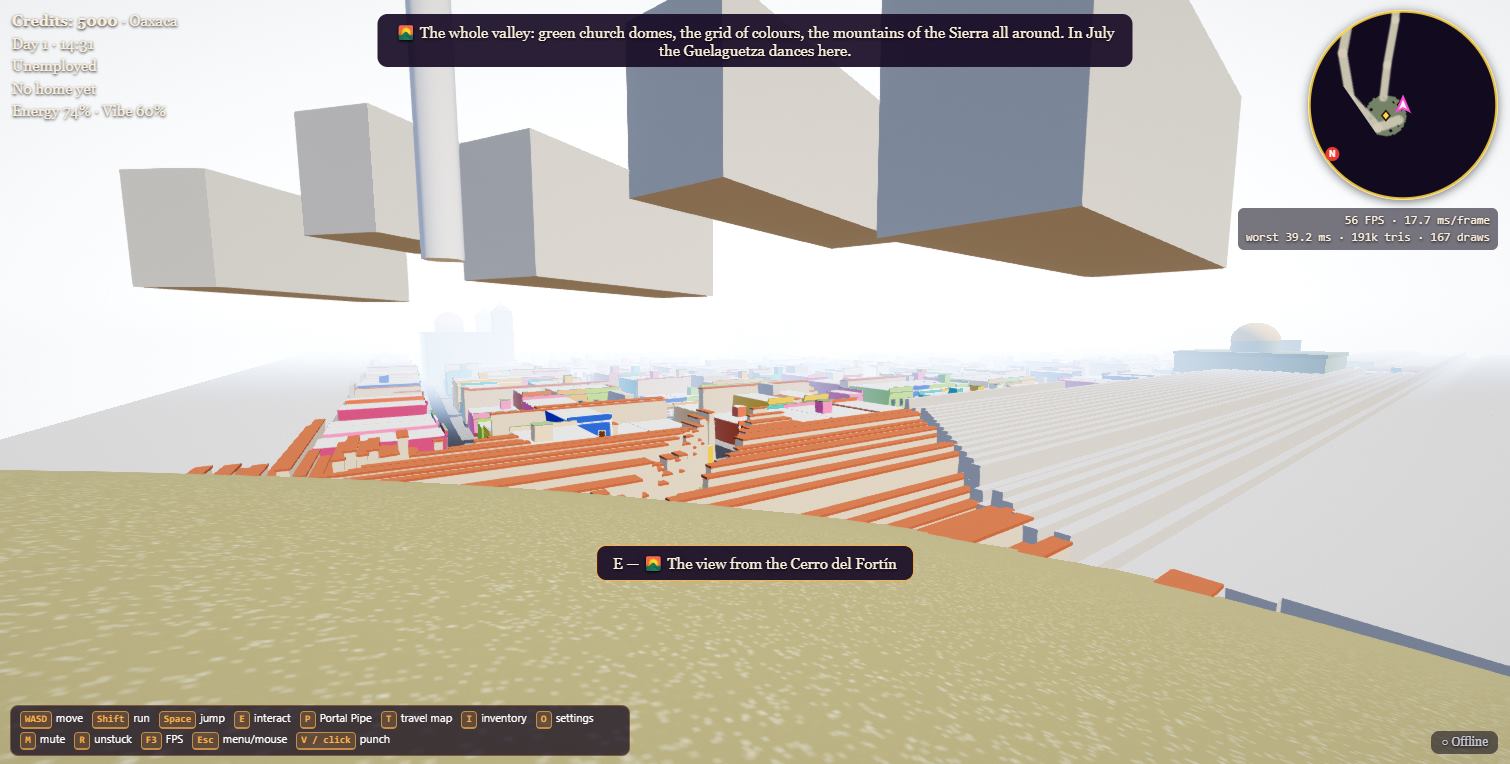 Credits: 5000 · Oaxaca
Day 1 · 14:31
Unemployed
No home yet
Energy 74% · Vibe 60%
The whole valley: green church domes, the grid of colours, the mountains of the Sierra all around. In July
the Guelaguetza dances here.
N
56 FPS · 17.7 ms/frame
worst 39.2 ms · 191k tris · 167 draws
E — The view from the Cerro del Fortín
WASD move Shift run Space jump E interact P Portal Pipe T travel map I inventory O settings
M mute R unstuck F3 FPS Esc menu/mouse V / click punch
○ Offline